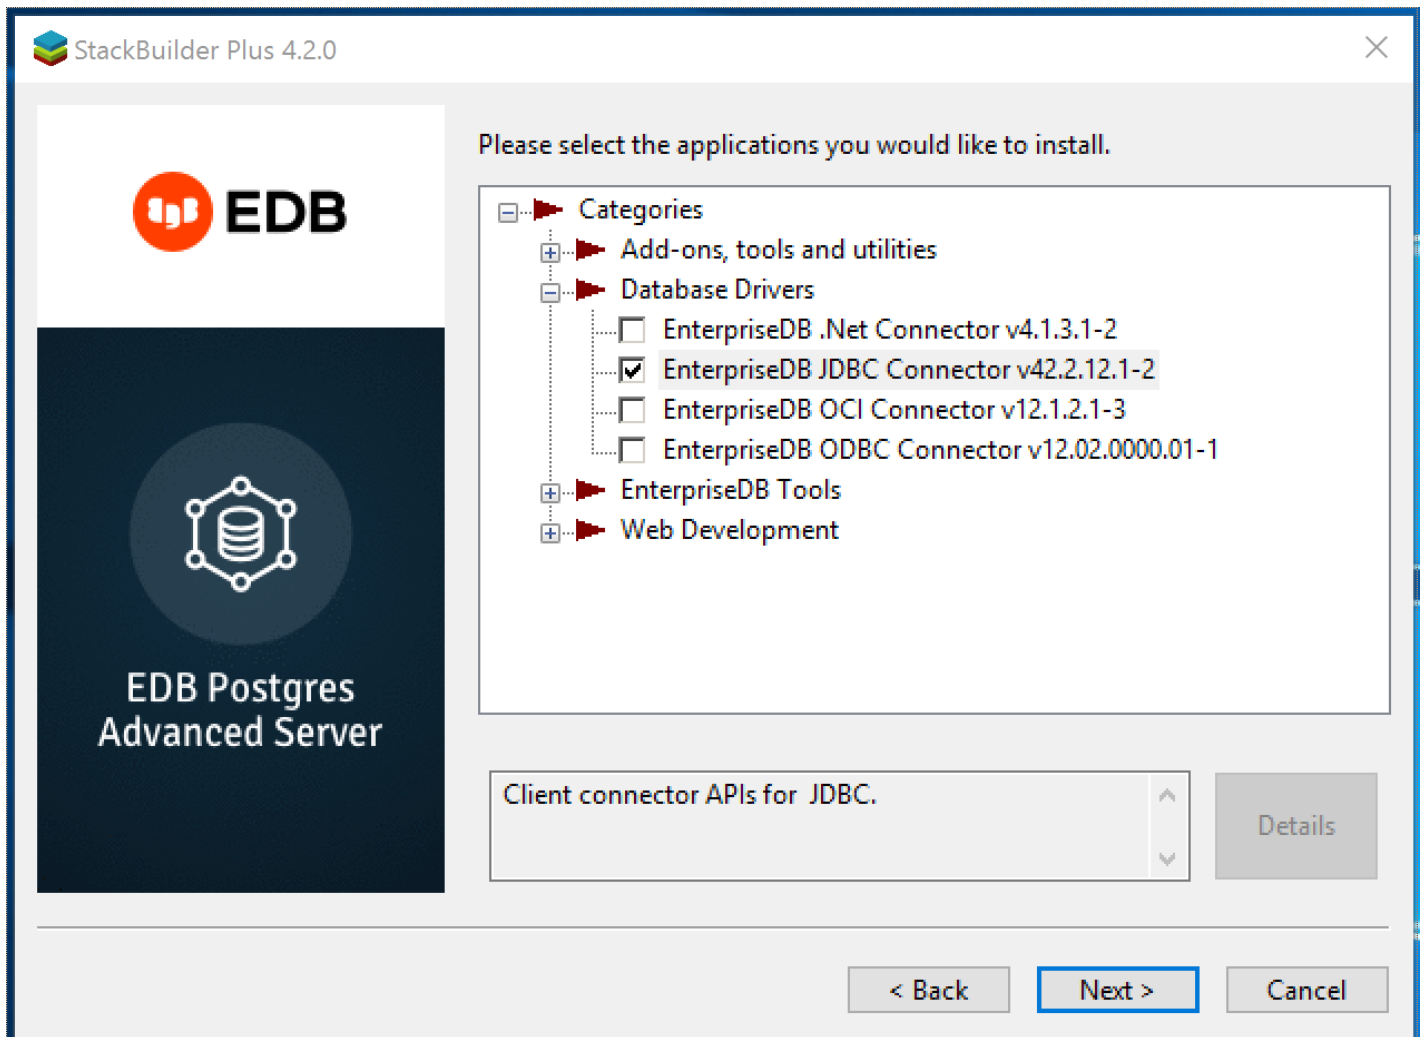 StackBuilder Plus 4.2.0
EDB
EDB Postgres
Advanced Server
Please select the applications you would like to install.
Categories
Add-ons, tools and utilities
Database Drivers
EnterpriseDB .Net Connector v4.1.3.1-2
EnterpriseDB JDBC Connector v42.2.12.1-2
EnterpriseDB OCI Connector v12.1.2.1-3
EnterpriseDB ODBC Connector v12.02.0000.01-1
EnterpriseDB Tools
Web Development
Client connector APIs for  JDBC.
Details
< Back
Next >
Cancel